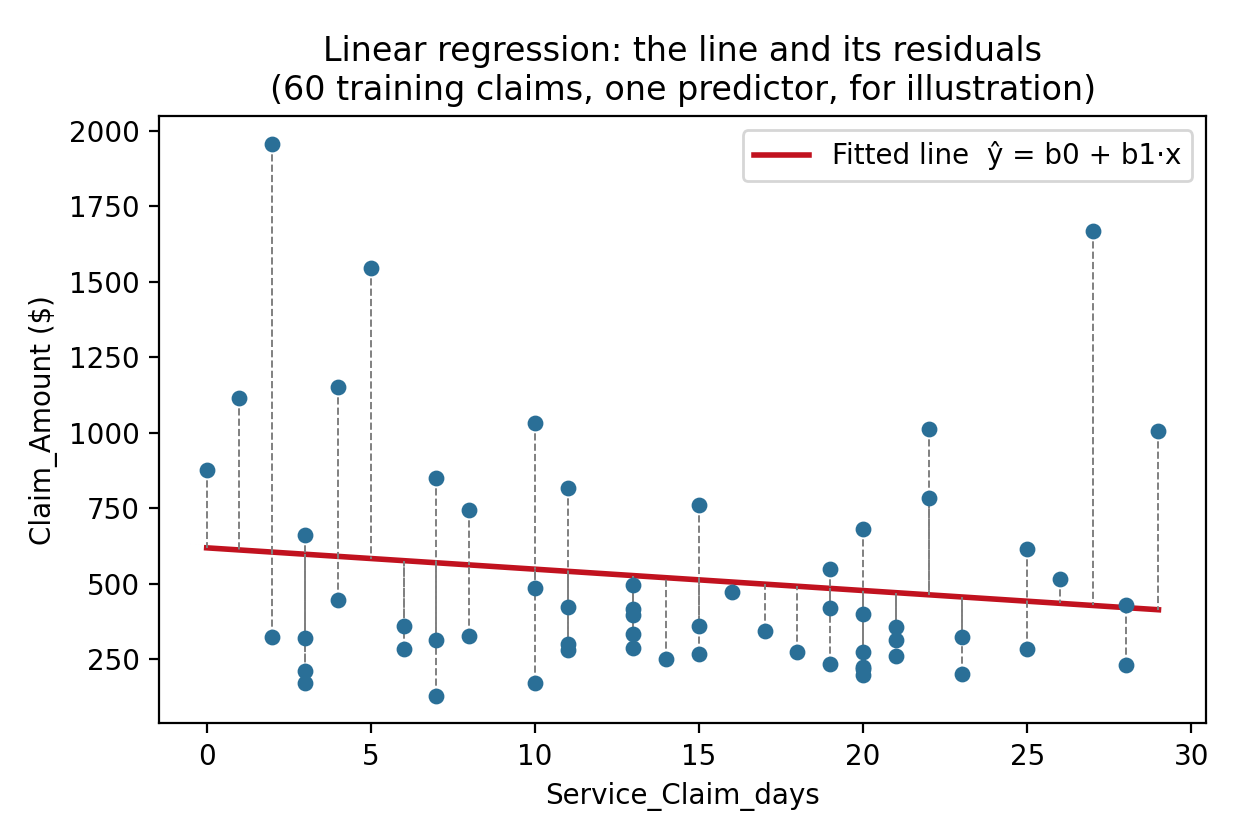 Linear regression: the line and its residuals
(60 training claims, one predictor, for illustration)
Fitted line  ŷ = b0 + b1·x
Claim_Amount ($)
2000
1750
1500
1250
1000
750
500
250
0 5 10 15 20 25 30
Service_Claim_days